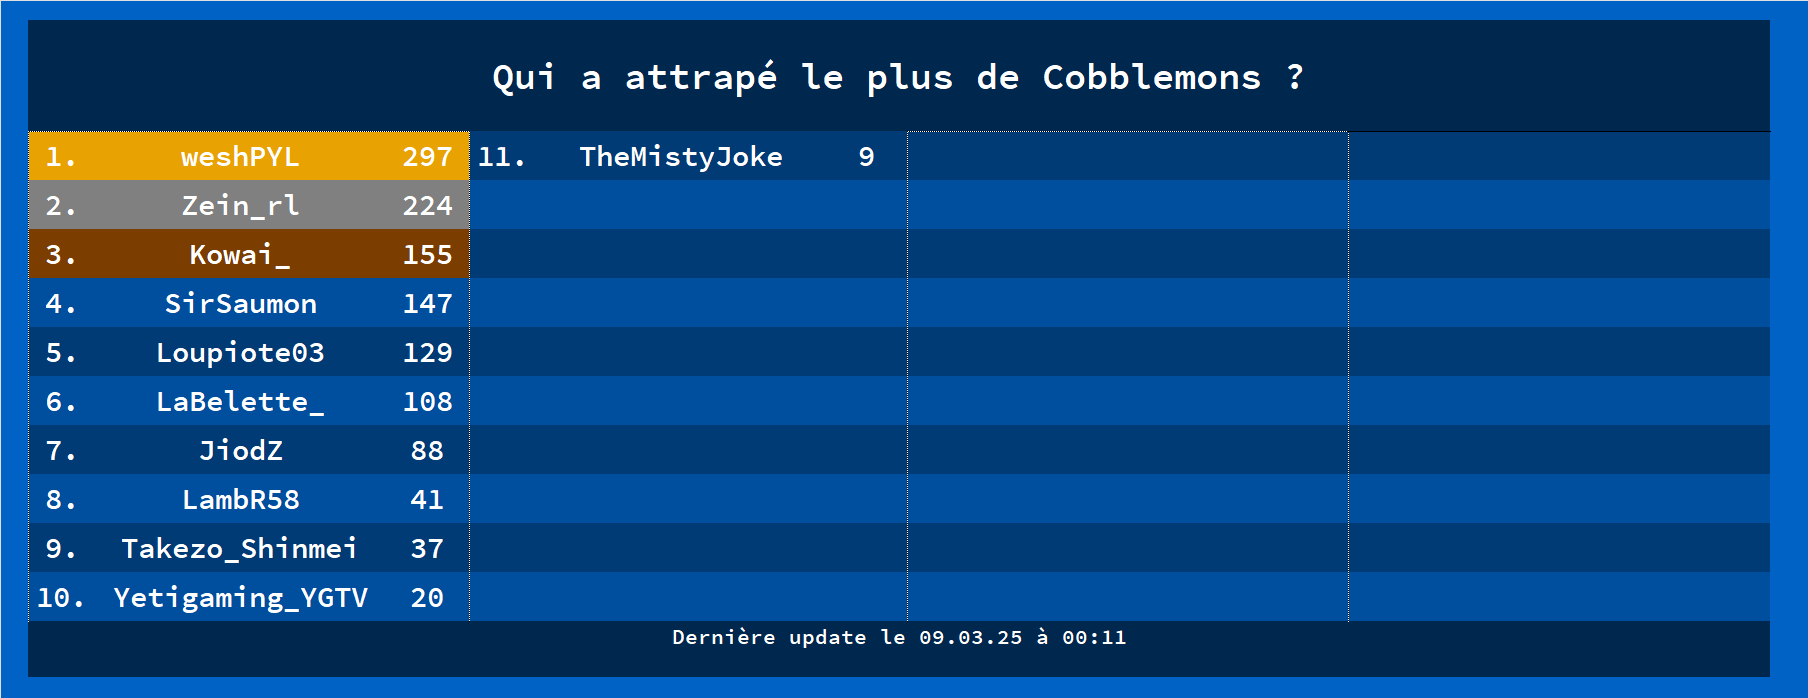 Qui a attrapé le plus de Cobblemons ?
1. weshPYL 297
2. Zein_rl 224
3. Kowai_ 155
4. SirSaumon 147
5. Loupiote03 129
6. LaBelette_ 108
7. JiodZ 88
8. LambR58 41
9. Takezo_Shinmei 37
10. Yetigaming_YGTV 20
11. TheMistyJoke 9
Dernière update le 09.03.25 à 00:11